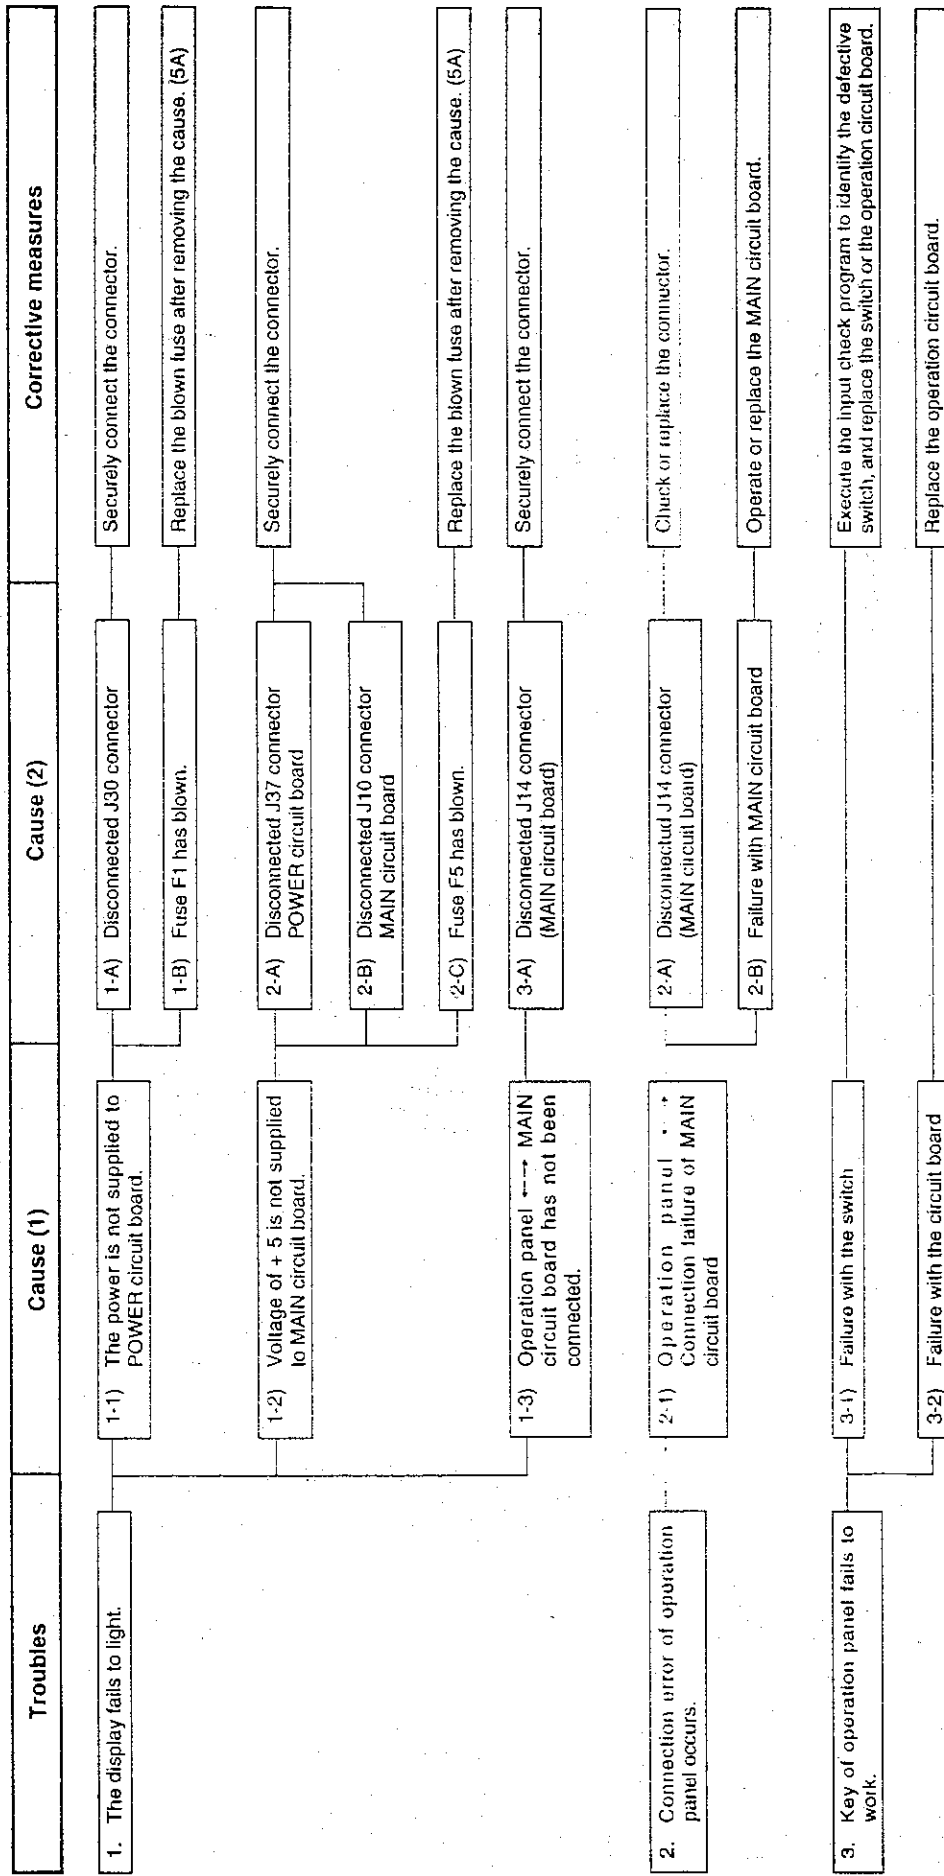 Troubles
Cause (1)
Cause (2)
Corrective measures
1. The display fails to light.
1-1) The power is not supplied to
POWER circuit board.
1-A) Disconnected J30 connector
Securely connect the connector.
1-B) Fuse F1 has blown.
Replace the blown fuse after removing the cause. (5A)
1-2) Voltage of + 5 is not supplied
to MAIN circuit board.
2-A) Disconnected J37 connector
POWER circuit board
Securely connect the connector.
2-B) Disconnected J10 connector
MAIN circuit board
2-C) Fuse F5 has blown.
Replace the blown fuse after removing the cause. (5A)
1-3) Operation panel ←--→ MAIN
circuit board has not been
connected.
3-A) Disconnected J14 connector
(MAIN circuit board)
Securely connect the connector.
2. Connection error of operation
panel occurs.
2-1) Operation panel ←--→
Connection failure of MAIN
circuit board
2-A) Disconnected J14 connector
(MAIN circuit board)
Check or replace the connector.
2-B) Failure with MAIN circuit board
Operate or replace the MAIN circuit board.
3. Key of operation panel fails to
work.
3-1) Failure with the switch
Execute the input check program to identify the defective
switch, and replace the switch or the operation circuit board.
3-2) Failure with the circuit board
Replace the operation circuit board.